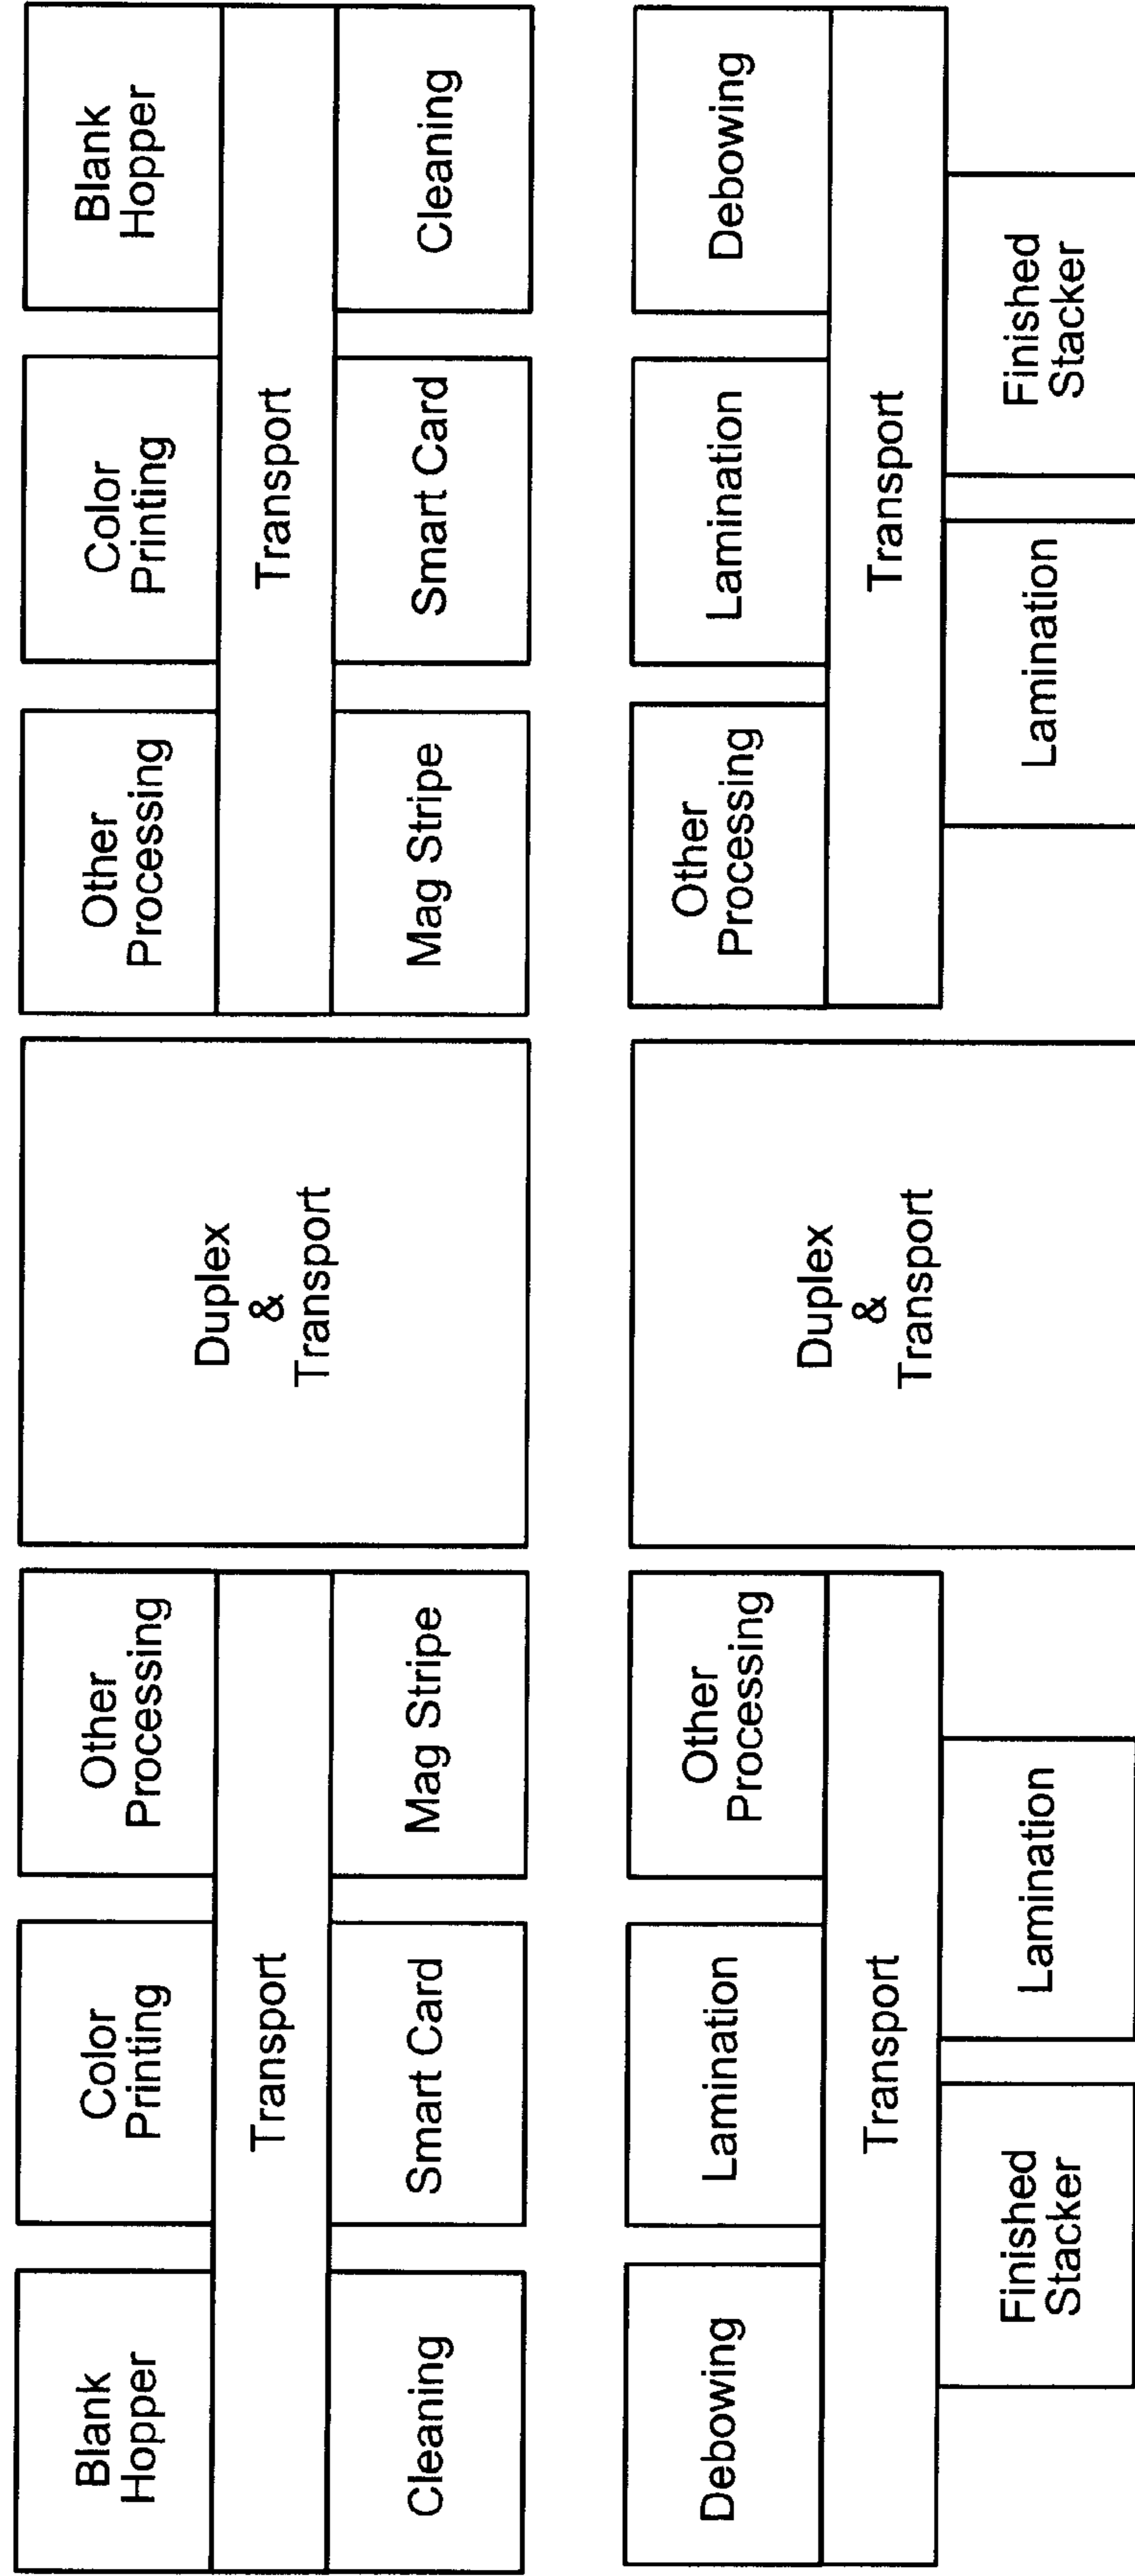 Blank
Hopper
Color
Printing
Other
Processing
Transport
Cleaning
Smart Card
Mag Stripe
Duplex
&
Transport
Other
Processing
Color
Printing
Blank
Hopper
Transport
Mag Stripe
Smart Card
Cleaning
Debowing
Lamination
Other
Processing
Transport
Finished
Stacker
Lamination
Duplex
&
Transport
Other
Processing
Lamination
Debowing
Transport
Lamination
Finished
Stacker